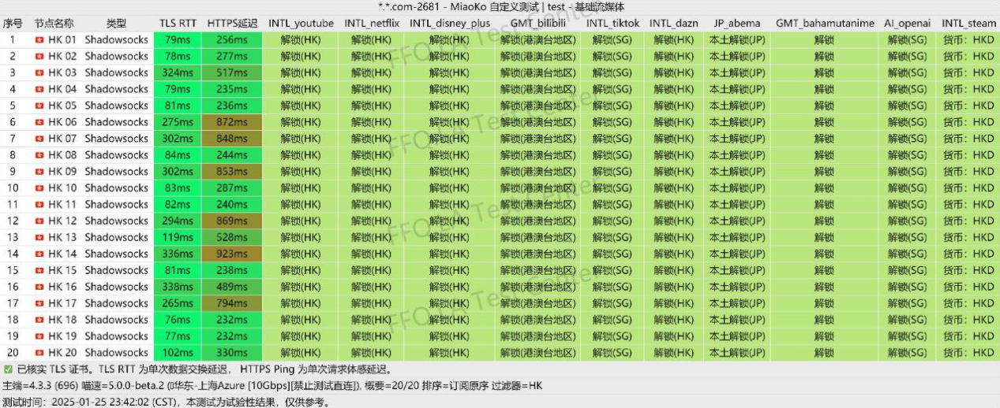 *.*.com-2681 - MiaoKo 自定义测试 | test - 基础流媒体
序号 节点名称 类型 TLS RTT HTTPS延迟 INTL_youtube INTL_netflix INTL_disney_plus GMT_bilibili INTL_tiktok INTL_dazn JP_abema GMT_bahamutanime AI_openai INTL_steam
1 HK 01 Shadowsocks 79ms 256ms 解锁(HK) 解锁(HK) 解锁(HK) 解锁(港澳台地区) 解锁(SG) 解锁(HK) 本土解锁(JP) 解锁 解锁(SG) 货币: HKD
2 HK 02 Shadowsocks 78ms 277ms 解锁(HK) 解锁(HK) 解锁(HK) 解锁(港澳台地区) 解锁(SG) 解锁(HK) 本土解锁(JP) 解锁 解锁(SG) 货币: HKD
3 HK 03 Shadowsocks 324ms 517ms 解锁(HK) 解锁(HK) 解锁(HK) 解锁(港澳台地区) 解锁(SG) 解锁(HK) 本土解锁(JP) 解锁 解锁(SG) 货币: HKD
4 HK 04 Shadowsocks 79ms 235ms 解锁(HK) 解锁(HK) 解锁(HK) 解锁(港澳台地区) 解锁(SG) 解锁(HK) 本土解锁(JP) 解锁 解锁(SG) 货币: HKD
5 HK 05 Shadowsocks 81ms 236ms 解锁(HK) 解锁(HK) 解锁(HK) 解锁(港澳台地区) 解锁(SG) 解锁(HK) 本土解锁(JP) 解锁 解锁(SG) 货币: HKD
6 HK 06 Shadowsocks 275ms 872ms 解锁(HK) 解锁(HK) 解锁(HK) 解锁(港澳台地区) 解锁(SG) 解锁(HK) 本土解锁(JP) 解锁 解锁(SG) 货币: HKD
7 HK 07 Shadowsocks 302ms 848ms 解锁(HK) 解锁(HK) 解锁(HK) 解锁(港澳台地区) 解锁(SG) 解锁(HK) 本土解锁(JP) 解锁 解锁(SG) 货币: HKD
8 HK 08 Shadowsocks 84ms 244ms 解锁(HK) 解锁(HK) 解锁(HK) 解锁(港澳台地区) 解锁(SG) 解锁(HK) 本土解锁(JP) 解锁 解锁(SG) 货币: HKD
9 HK 09 Shadowsocks 302ms 853ms 解锁(HK) 解锁(HK) 解锁(HK) 解锁(港澳台地区) 解锁(SG) 解锁(HK) 本土解锁(JP) 解锁 解锁(SG) 货币: HKD
10 HK 10 Shadowsocks 83ms 287ms 解锁(HK) 解锁(HK) 解锁(HK) 解锁(港澳台地区) 解锁(SG) 解锁(HK) 本土解锁(JP) 解锁 解锁(SG) 货币: HKD
11 HK 11 Shadowsocks 82ms 240ms 解锁(HK) 解锁(HK) 解锁(HK) 解锁(港澳台地区) 解锁(SG) 解锁(HK) 本土解锁(JP) 解锁 解锁(SG) 货币: HKD
12 HK 12 Shadowsocks 294ms 869ms 解锁(HK) 解锁(HK) 解锁(HK) 解锁(港澳台地区) 解锁(SG) 解锁(HK) 本土解锁(JP) 解锁 解锁(SG) 货币: HKD
13 HK 13 Shadowsocks 119ms 528ms 解锁(HK) 解锁(HK) 解锁(HK) 解锁(港澳台地区) 解锁(SG) 解锁(HK) 本土解锁(JP) 解锁 解锁(SG) 货币: HKD
14 HK 14 Shadowsocks 336ms 923ms 解锁(HK) 解锁(HK) 解锁(HK) 解锁(港澳台地区) 解锁(SG) 解锁(HK) 本土解锁(JP) 解锁 解锁(SG) 货币: HKD
15 HK 15 Shadowsocks 81ms 238ms 解锁(HK) 解锁(HK) 解锁(HK) 解锁(港澳台地区) 解锁(SG) 解锁(HK) 本土解锁(JP) 解锁 解锁(SG) 货币: HKD
16 HK 16 Shadowsocks 338ms 489ms 解锁(HK) 解锁(HK) 解锁(HK) 解锁(港澳台地区) 解锁(SG) 解锁(HK) 本土解锁(JP) 解锁 解锁(SG) 货币: HKD
17 HK 17 Shadowsocks 265ms 794ms 解锁(HK) 解锁(HK) 解锁(HK) 解锁(港澳台地区) 解锁(SG) 解锁(HK) 本土解锁(JP) 解锁 解锁(SG) 货币: HKD
18 HK 18 Shadowsocks 76ms 232ms 解锁(HK) 解锁(HK) 解锁(HK) 解锁(港澳台地区) 解锁(SG) 解锁(HK) 本土解锁(JP) 解锁 解锁(SG) 货币: HKD
19 HK 19 Shadowsocks 77ms 232ms 解锁(HK) 解锁(HK) 解锁(HK) 解锁(港澳台地区) 解锁(SG) 解锁(HK) 本土解锁(JP) 解锁 解锁(SG) 货币: HKD
20 HK 20 Shadowsocks 102ms 330ms 解锁(HK) 解锁(HK) 解锁(HK) 解锁(港澳台地区) 解锁(SG) 解锁(HK) 本土解锁(JP) 解锁 解锁(SG) 货币: HKD
✅ 已核实 TLS 证书。TLS RTT 为单次数据交换延迟， HTTPS Ping 为单次请求体感延迟。
主端=4.3.3 (696) 喵速=5.0.0-beta.2 (华东-上海Azure [10Gbps][禁止测试直连]), 概要=20/20 排序=订阅原序 过滤器=HK
测试时间：2025-01-25 23:42:02 (CST)，本测试为试验性结果，仅供参考。